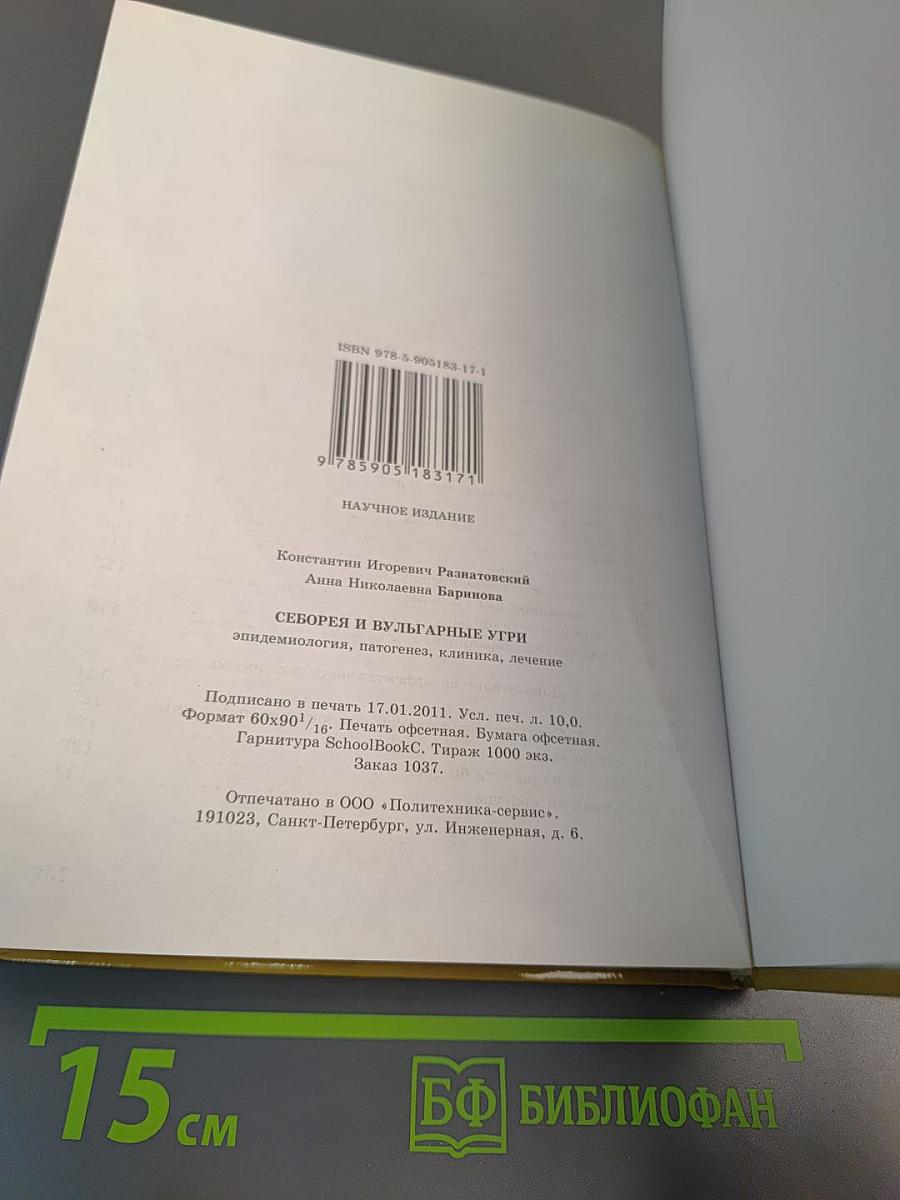 ISBN 978-5-905183-17-1
9 785905 183171
НАУЧНОЕ ИЗДАНИЕ
Константин Игоревич Разнатовский
Анна Николаевна Баринова
СЕБОРЕЯ И ВУЛЬГАРНЫЕ УГРИ
эпидемиология, патогенез, клиника, лечение
Подписано в печать 17.01.2011. Усл. печ. л. 10,0.
Формат 60х90¹/₁₆. Печать офсетная. Бумага офсетная.
Гарнитура SchoolBookC. Тираж 1000 экз.
Заказ 1037.
Отпечатано в ООО «Политехника-сервис».
191023, Санкт-Петербург, ул. Инженерная, д. 6.
15 см
БФ БИБЛИОФАН